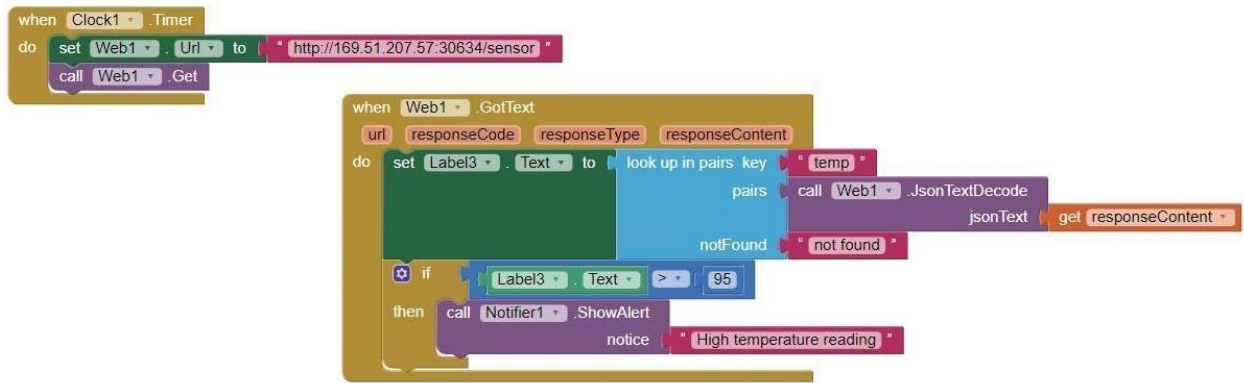 when Clock1 .Timer
do set Web1 . Url to " http://169.51.207.57:30634/sensor "
call Web1 .Get
when Web1 .GotText
url responseCode responseType responseContent
do set Label3 . Text to look up in pairs key " temp "
pairs call Web1 .JsonTextDecode
jsonText get responseContent
notFound " not found "
if Label3 . Text > 95
then call Notifier1 .ShowAlert
notice " High temperature reading "